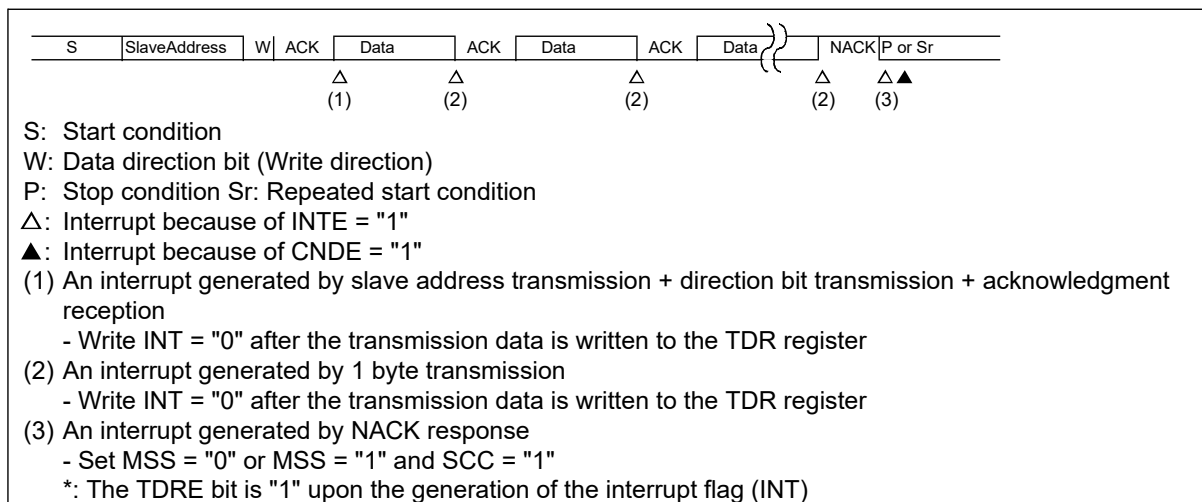 S SlaveAddress W ACK Data ACK Data ACK Data NACK P or Sr
△ △ △ △ △ ▲
(1) (2) (2) (2) (3)
S: Start condition
W: Data direction bit (Write direction)
P: Stop condition Sr: Repeated start condition
△: Interrupt because of INTE = "1"
▲: Interrupt because of CNDE = "1"
(1) An interrupt generated by slave address transmission + direction bit transmission + acknowledgment
reception
- Write INT = "0" after the transmission data is written to the TDR register
(2) An interrupt generated by 1 byte transmission
- Write INT = "0" after the transmission data is written to the TDR register
(3) An interrupt generated by NACK response
- Set MSS = "0" or MSS = "1" and SCC = "1"
*: The TDRE bit is "1" upon the generation of the interrupt flag (INT)